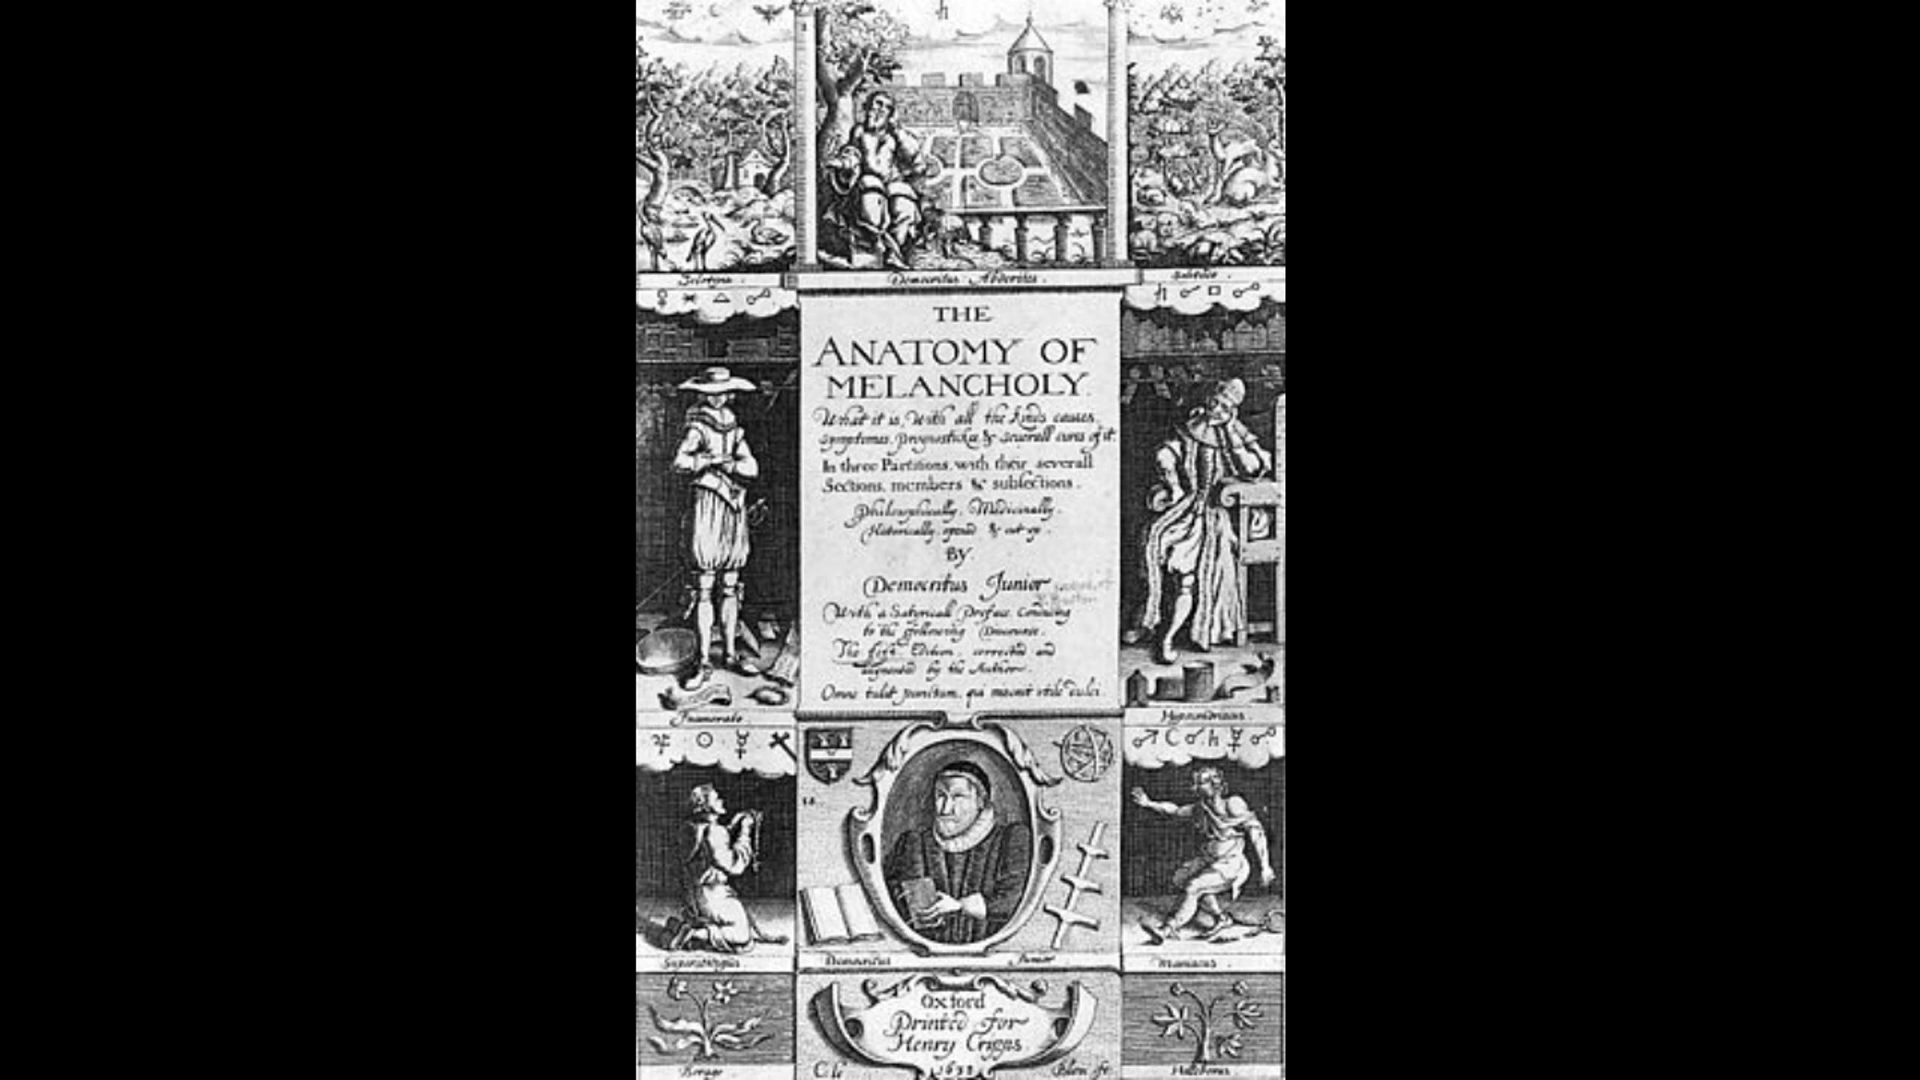 Democritus Abderites.
Solitudo
THE
ANATOMY OF
MELANCHOLY.
What it is, With all the kinds causes,
symptomes, prognostickes & severall cures of it.
In three Partitions, with their severall
Sections, members & subsections.
Philosophically, Medicinally,
Historically, opened & cut up.
BY.
Democritus Junior
With a Satyricall Preface, Conducing
to the following Discourse.
The Edition, corrected and
augmented by the Author.
Omne tulit punctum, qui miscuit utile dulci.
Inamorato.
Superstitiosus.
Democritus Junior.
Maniacus.
Oxford
Printed for
Henry Cripps.
Borago